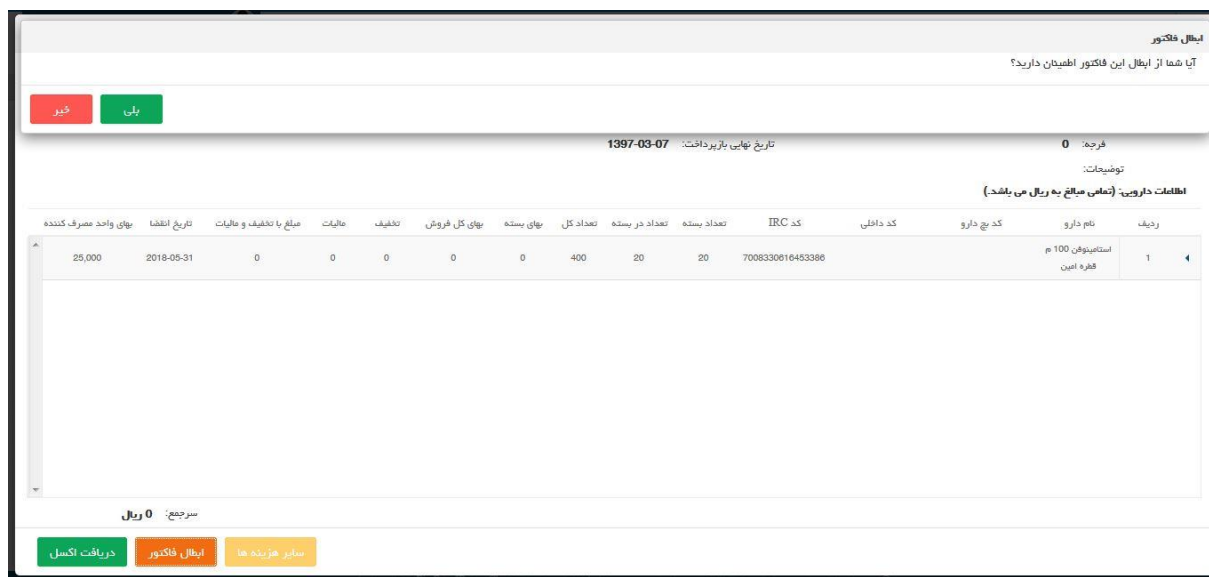 ابطال فاکتور
آیا شما از ابطال این فاکتور اطمینان دارید؟
بلی خیر
فرجه: 0 تاریخ نهایی بازپرداخت: 1397-03-07
توضیحات:
اطلاعات دارویی: (تمامی مبالغ به ریال می باشد.)
ردیف نام دارو کد بچ دارو کد داخلی کد IRC تعداد بسته تعداد در بسته تعداد کل بهای بسته بهای کل فروش تخفیف مالیات مبلغ با تخفیف و مالیات تاریخ انقضا بهای واحد مصرف کننده
1 استامینوفن 100 م 7008330616453386 20 20 400 0 0 0 0 0 2018-05-31 25,000
قطره امین
سرجمع: 0 ریال
سایر هزینه ها ابطال فاکتور دریافت اکسل